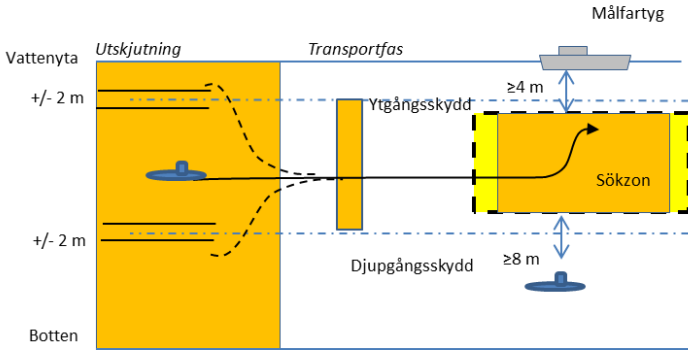 Målfartyg
Utskjutning
Transportfas
Vattenyta
≥4 m
+/- 2 m
Ytgångsskydd
Sökzon
+/- 2 m
Djupgångsskydd
≥8 m
Botten